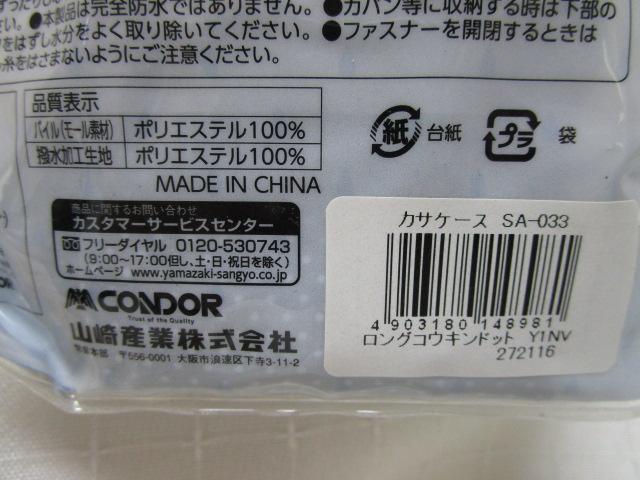 ●本製品は完全防水ではありません。
をはずし水分をよく取り除いてください。
糸をはさまないようにご注意ください。
●カバン等に収納する時は下部の
●ファスナーを開閉するときは
品質表示
パイル(モール素材) ポリエステル100%
撥水加工生地 ポリエステル100%
MADE IN CHINA
紙 台紙
プラ 袋
商品に関するお問い合わせ
カスタマーサービスセンター
フリーダイヤル 0120-530743
(9:00~17:00但し、土・日・祝日を除く)
ホームページ www.yamazaki-sangyo.co.jp
CONDOR
Trust of the Quality
山崎産業株式会社
営業本部 〒556-0001 大阪市浪速区下寺3-11-2
カサケース SA-033
4 903180 148981
ロングコウキンドット Y1NV
272116